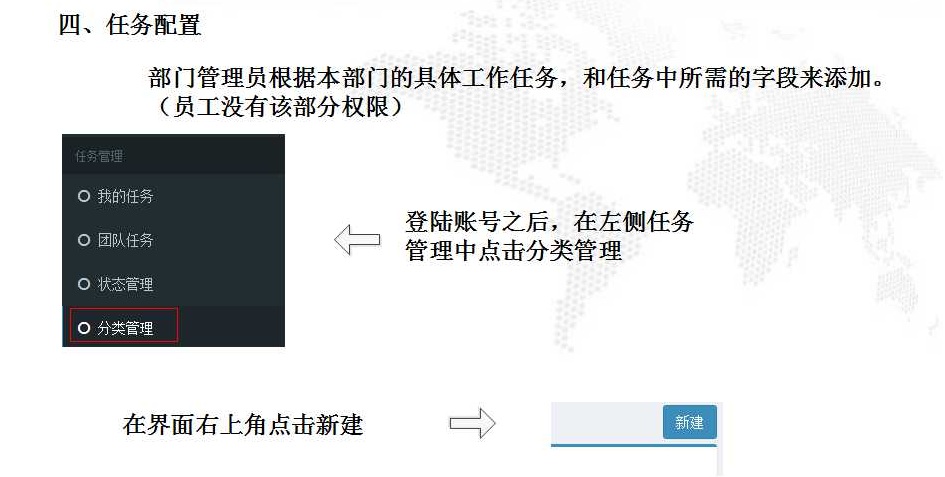 四、任务配置
部门管理员根据本部门的具体工作任务，和任务中所需的字段来添加。
（员工没有该部分权限）
任务管理
我的任务
团队任务
状态管理
分类管理
登陆账号之后，在左侧任务
管理中点击分类管理
在界面右上角点击新建
新建